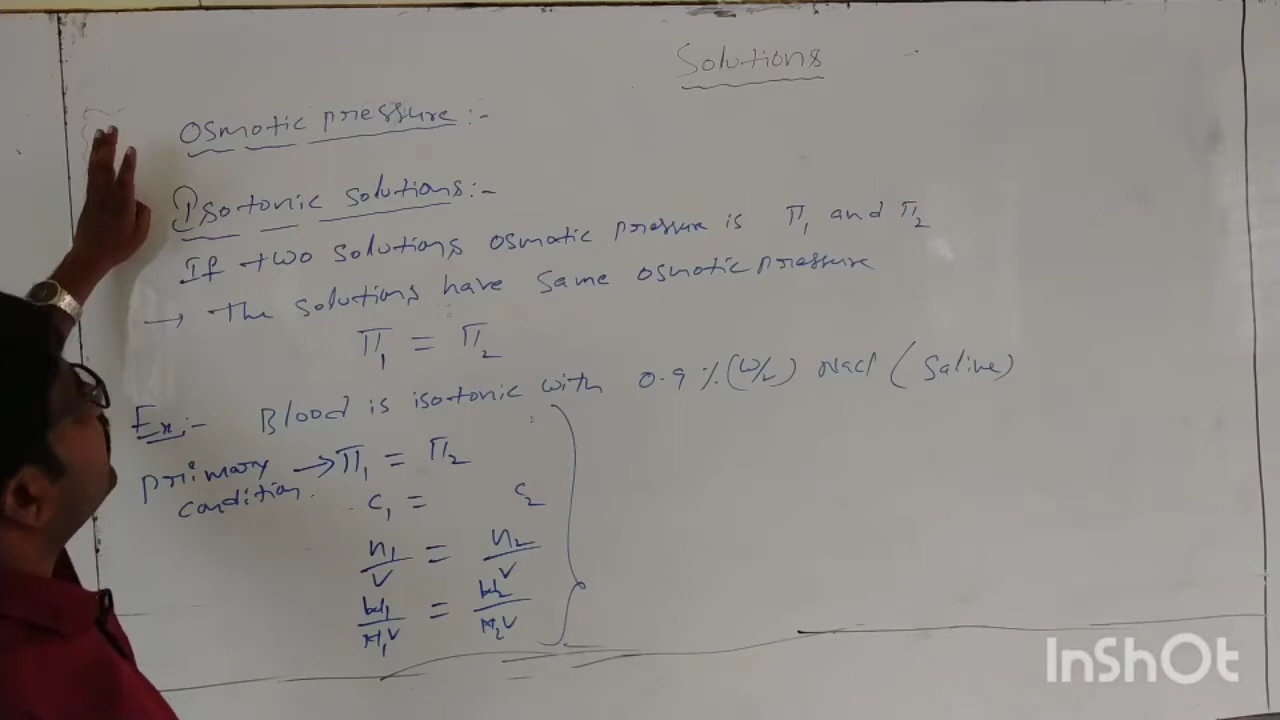 Solutions
Osmotic pressure:-
Isotonic solutions:-
If two solutions osmotic pressure is π₁ and π₂
→ The solutions have same osmotic pressure
π₁ = π₂
Ex:- Blood is isotonic with 0.9 % (W/V) NaCl (Saline)
primary condition. → π₁ = π₂
C₁ = C₂
n₁/V = n₂/V
W₁/M₁V = W₂/M₂V
InShOt